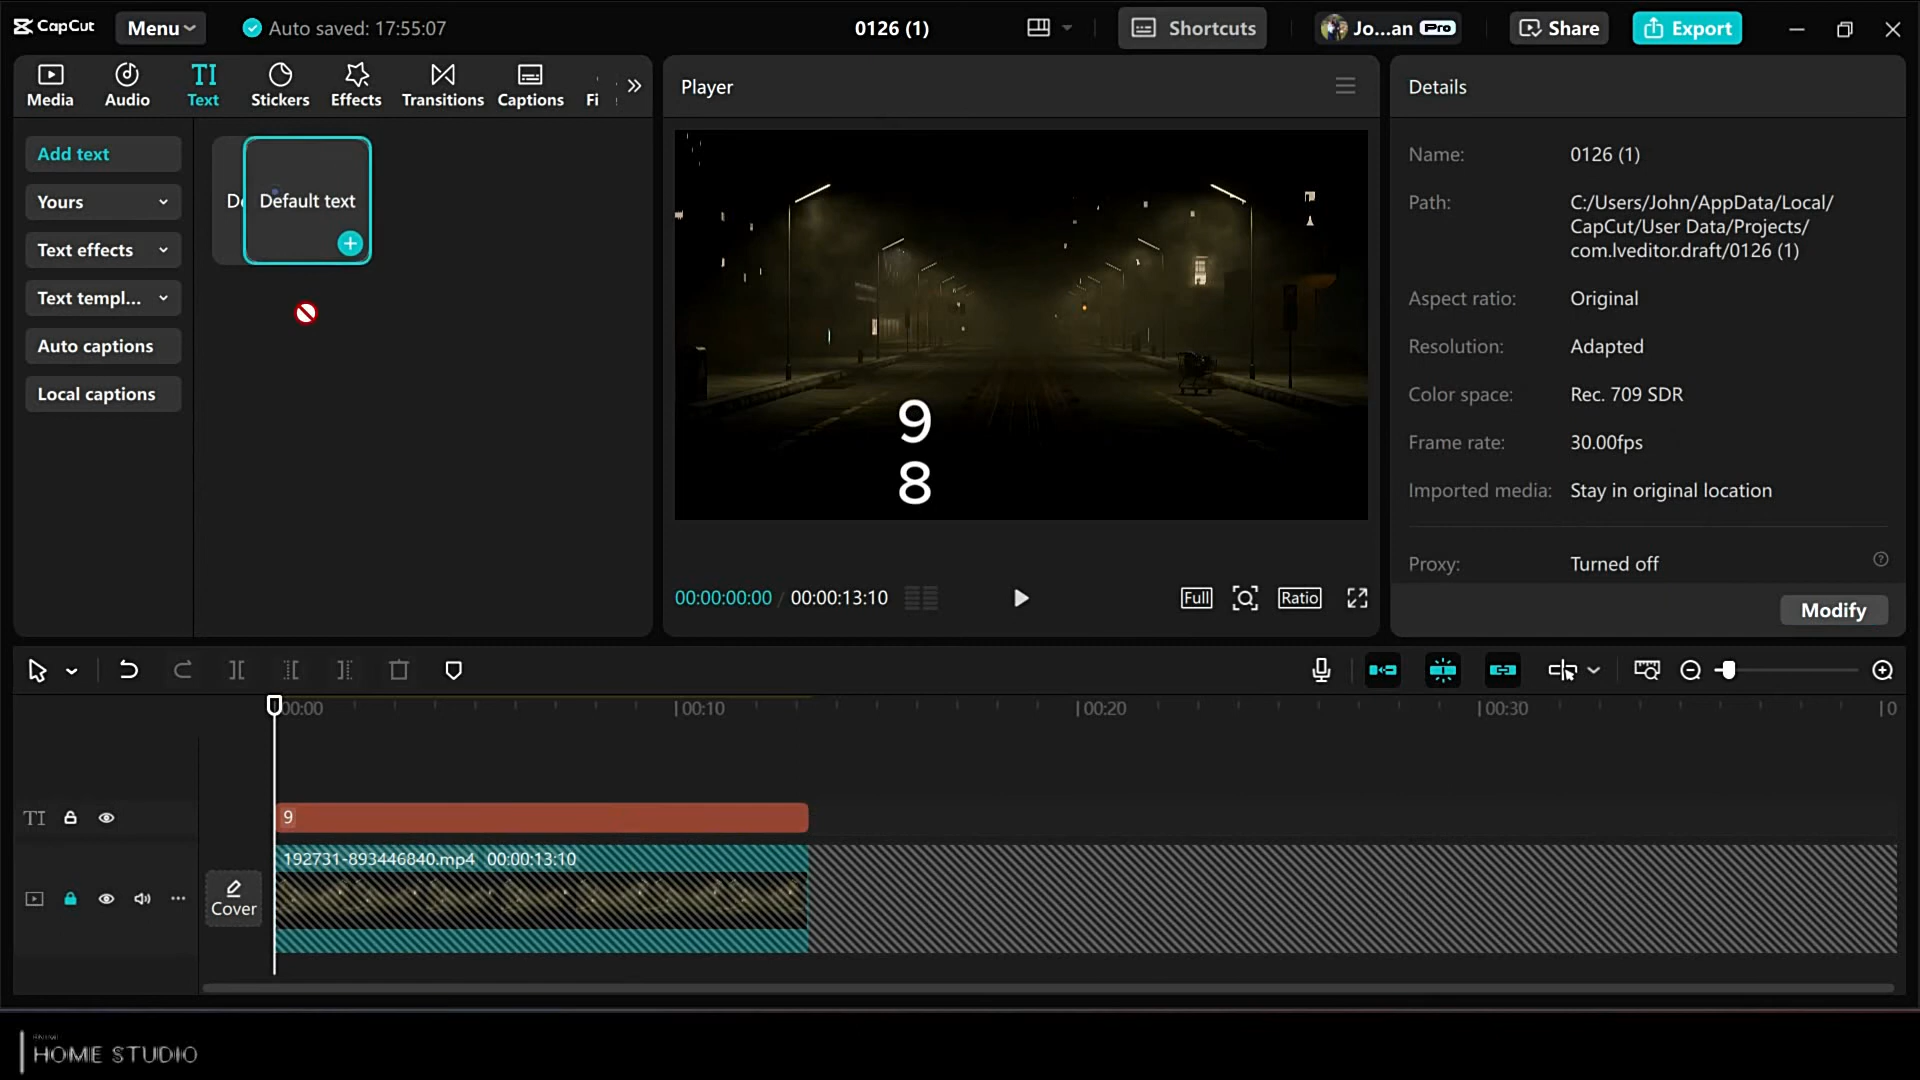 CapCut
Menu
Auto saved: 17:55:07
0126 (1)
Shortcuts
Jo...an Pro
Share
Export
Media
Audio
TI
Text
Stickers
Effects
Transitions
Captions
Fi
Player
Details
Add text
Yours
Text effects
Text templ...
Auto captions
Local captions
De
Default text
9
8
00:00:00:00 / 00:00:13:10
Full
Ratio
Name: 0126 (1)
Path: C:/Users/John/AppData/Local/
CapCut/User Data/Projects/
com.lveditor.draft/0126 (1)
Aspect ratio: Original
Resolution: Adapted
Color space: Rec. 709 SDR
Frame rate: 30.00fps
Imported media: Stay in original location
Proxy: Turned off
Modify
00:00
00:10
00:20
00:30
0
TI
9
192731-893446840.mp4 00:00:13:10
Cover
HOME STUDIO